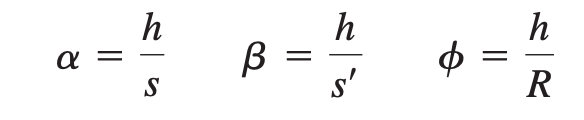 α = h/s  β = h/s′  ϕ = h/R